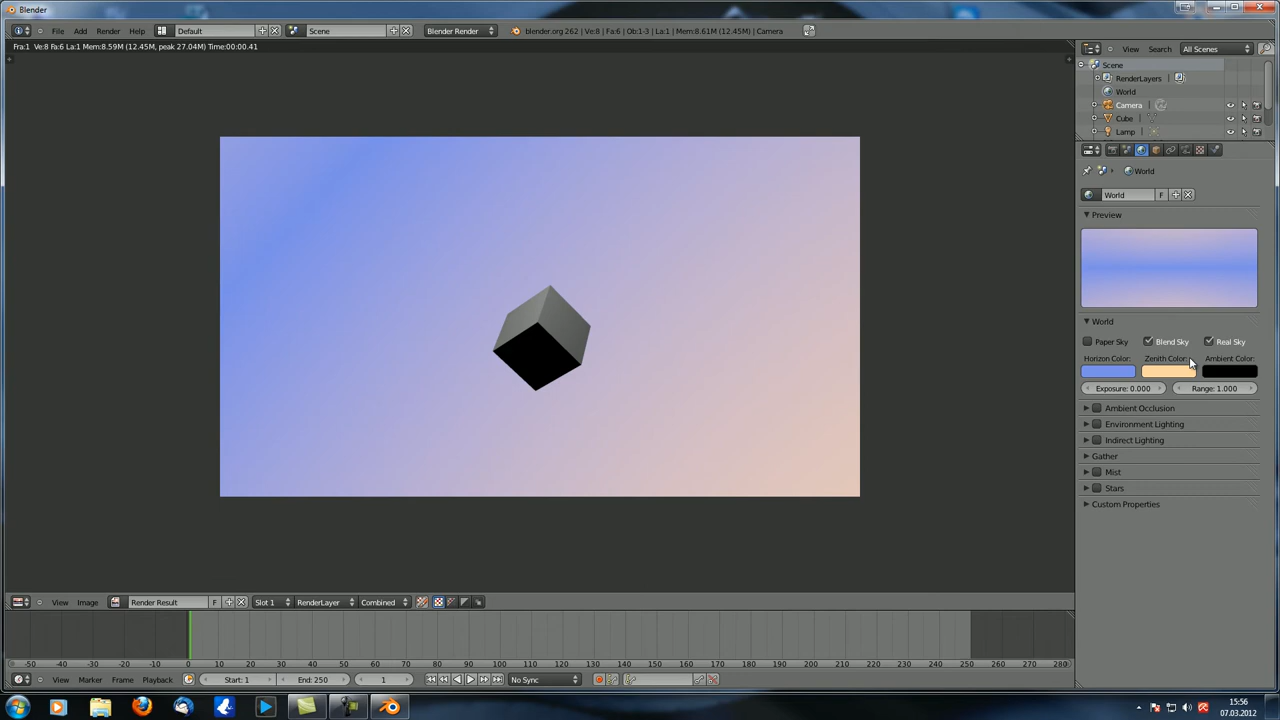 Blender
File Add Render Help Default Scene Blender Render blender.org 262 | Ve:8 | Fa:6 | Ob:1-3 | La:1 | Mem:8.61M (12.45M) | Camera
Fra:1 Ve:8 Fa:6 La:1 Mem:8.59M (12.45M, peak 27.04M) Time:00:00.41
View Search All Scenes
Scene
RenderLayers
World
Camera
Cube
Lamp
World
World F
Preview
World
Paper Sky Blend Sky Real Sky
Horizon Color: Zenith Color: Ambient Color:
Exposure: 0.000 Range: 1.000
Ambient Occlusion
Environment Lighting
Indirect Lighting
Gather
Mist
Stars
Custom Properties
View Image Render Result F Slot 1 RenderLayer Combined
-50 -40 -30 -20 -10 0 10 20 30 40 50 60 70 80 90 100 110 120 130 140 150 160 170 180 190 200 210 220 230 240 250 260 270 280
View Marker Frame Playback Start: 1 End: 250 1 No Sync
15:56
07.03.2012